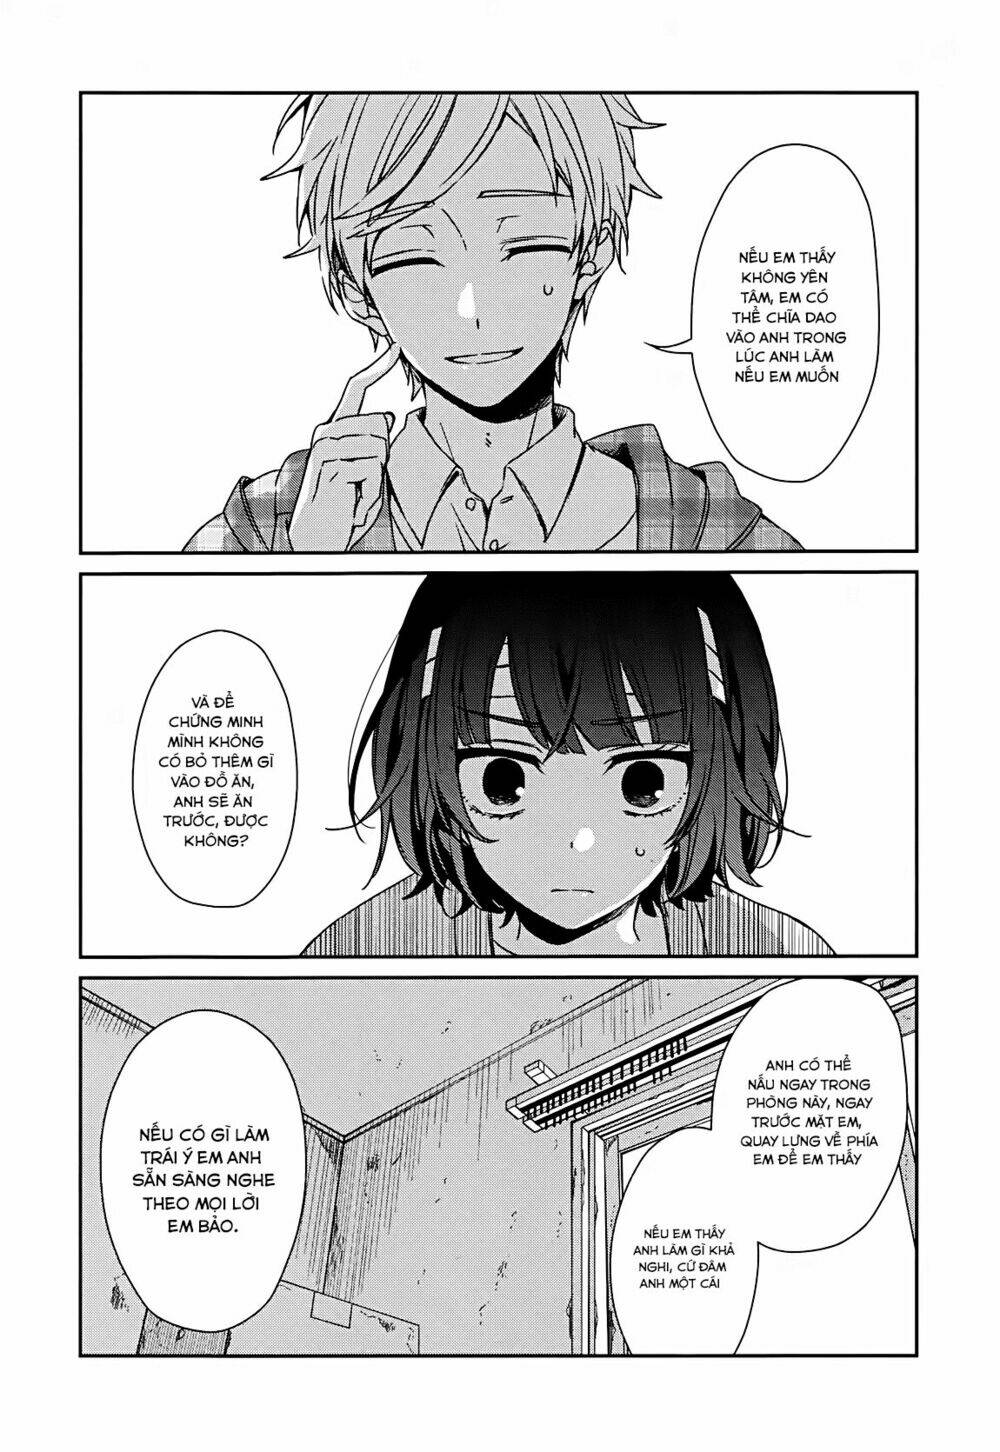 NẾU EM THẤY
KHÔNG YÊN
TÂM, EM CÓ
THỂ CHĨA DAO
VÀO ANH TRONG
LÚC ANH LÀM
NẾU EM MUỐN
VÀ ĐỂ
CHỨNG MINH
MÌNH KHÔNG
CÓ BỎ THÊM GÌ
VÀO ĐỒ ĂN,
ANH SẼ ĂN
TRƯỚC, ĐƯỢC
KHÔNG?
ANH CÓ THỂ
NẤU NGAY TRONG
PHÒNG NÀY, NGAY
TRƯỚC MẶT EM,
QUAY LƯNG VỀ PHÍA
EM ĐỂ EM THẤY
NẾU EM THẤY
ANH LÀM GÌ KHẢ
NGHI, CỨ ĐÂM
ANH MỘT CÁI
NẾU CÓ GÌ LÀM
TRÁI Ý EM ANH
SẴN SÀNG NGHE
THEO MỌI LỜI
EM BẢO.